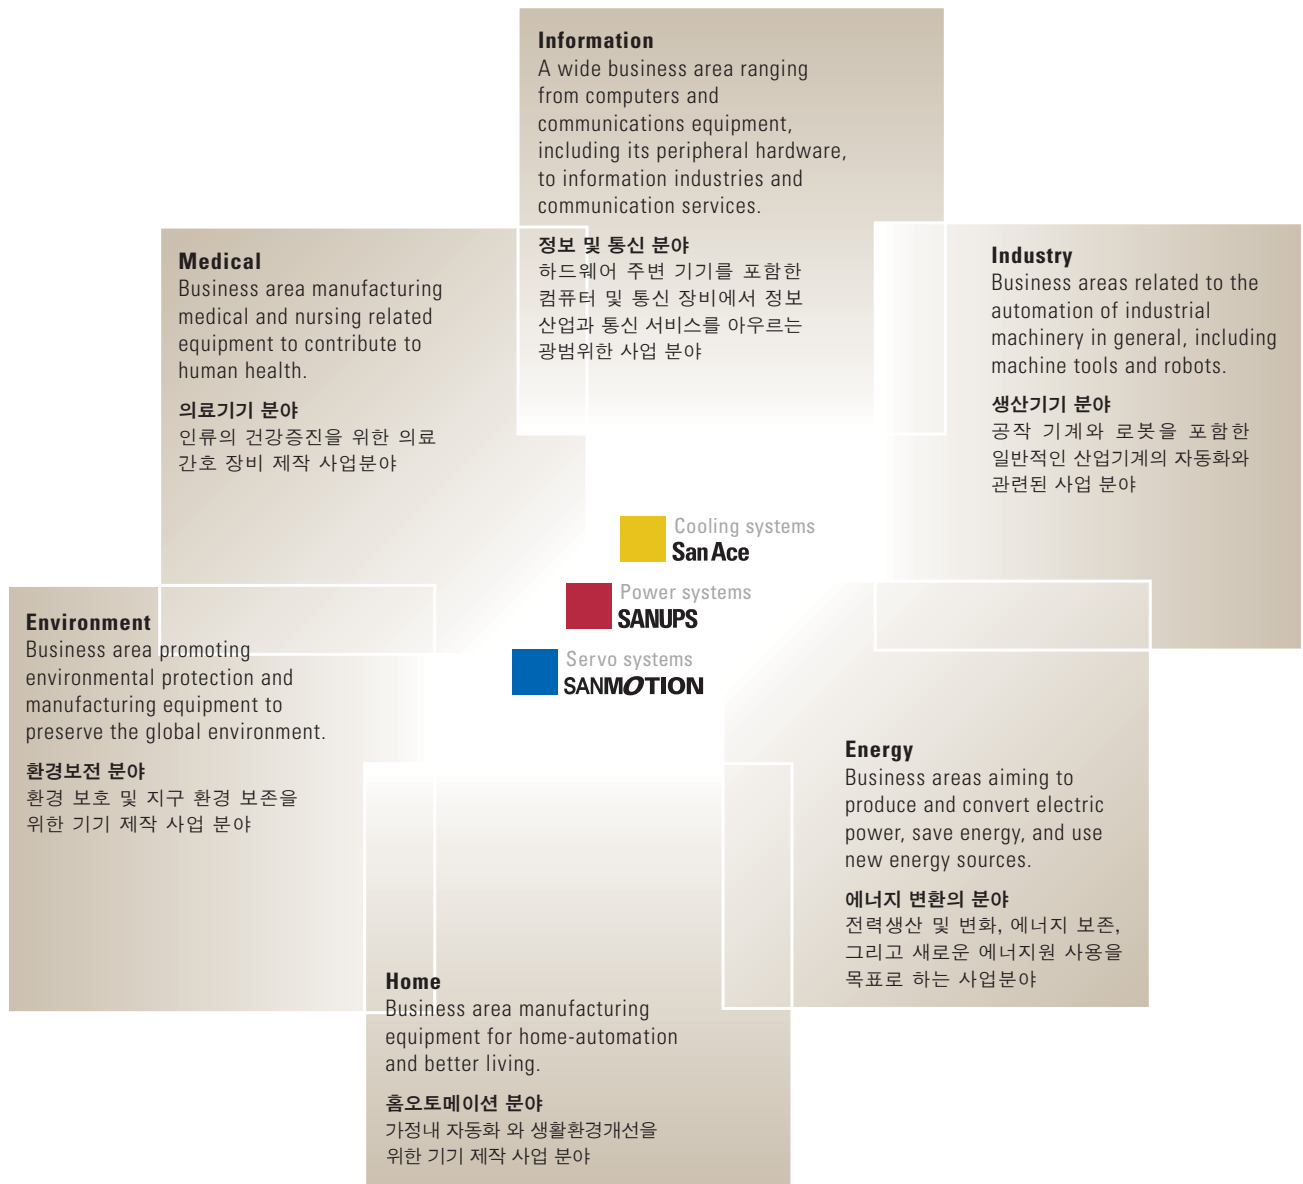 Information
A wide business area ranging
from computers and
communications equipment,
including its peripheral hardware,
to information industries and
communication services.
정보 및 통신 분야
하드웨어 주변 기기를 포함한
컴퓨터 및 통신 장비에서 정보
산업과 통신 서비스를 아우르는
광범위한 사업 분야
Medical
Business area manufacturing
medical and nursing related
equipment to contribute to
human health.
의료기기 분야
인류의 건강증진을 위한 의료
간호 장비 제작 사업분야
Industry
Business areas related to the
automation of industrial
machinery in general, including
machine tools and robots.
생산기기 분야
공작 기계와 로봇을 포함한
일반적인 산업기계의 자동화와
관련된 사업 분야
Cooling systems
San Ace
Power systems
SANUPS
Servo systems
SANMOTION
Environment
Business area promoting
environmental protection and
manufacturing equipment to
preserve the global environment.
환경보전 분야
환경 보호 및 지구 환경 보존을
위한 기기 제작 사업 분야
Energy
Business areas aiming to
produce and convert electric
power, save energy, and use
new energy sources.
에너지 변환의 분야
전력생산 및 변화, 에너지 보존,
그리고 새로운 에너지원 사용을
목표로 하는 사업분야
Home
Business area manufacturing
equipment for home-automation
and better living.
홈오토메이션 분야
가정내 자동화 와 생활환경개선을
위한 기기 제작 사업 분야